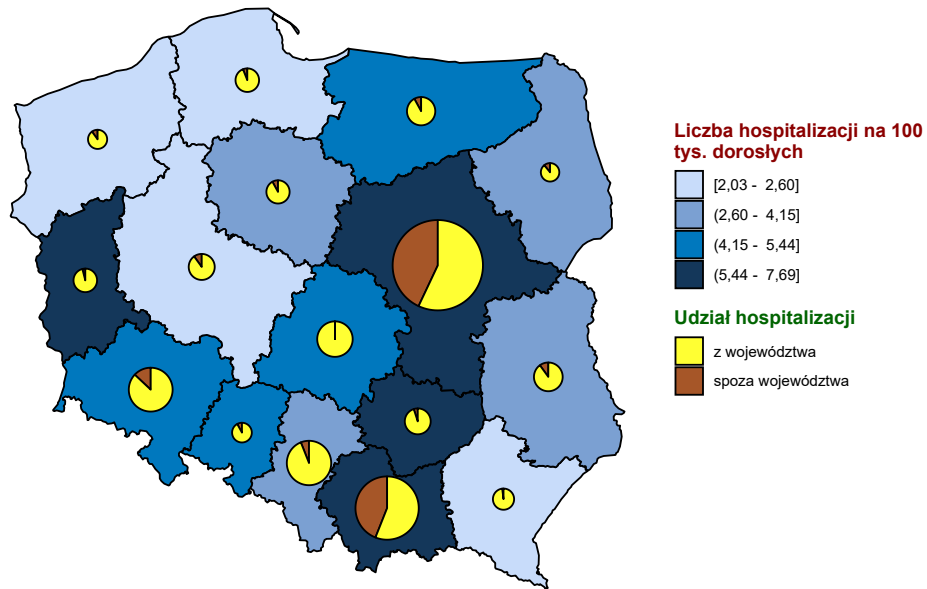 Liczba hospitalizacji na 100
tys. dorosłych
[2,03 - 2,60]
(2,60 - 4,15]
(4,15 - 5,44]
(5,44 - 7,69]
Udział hospitalizacji
z województwa
spoza województwa